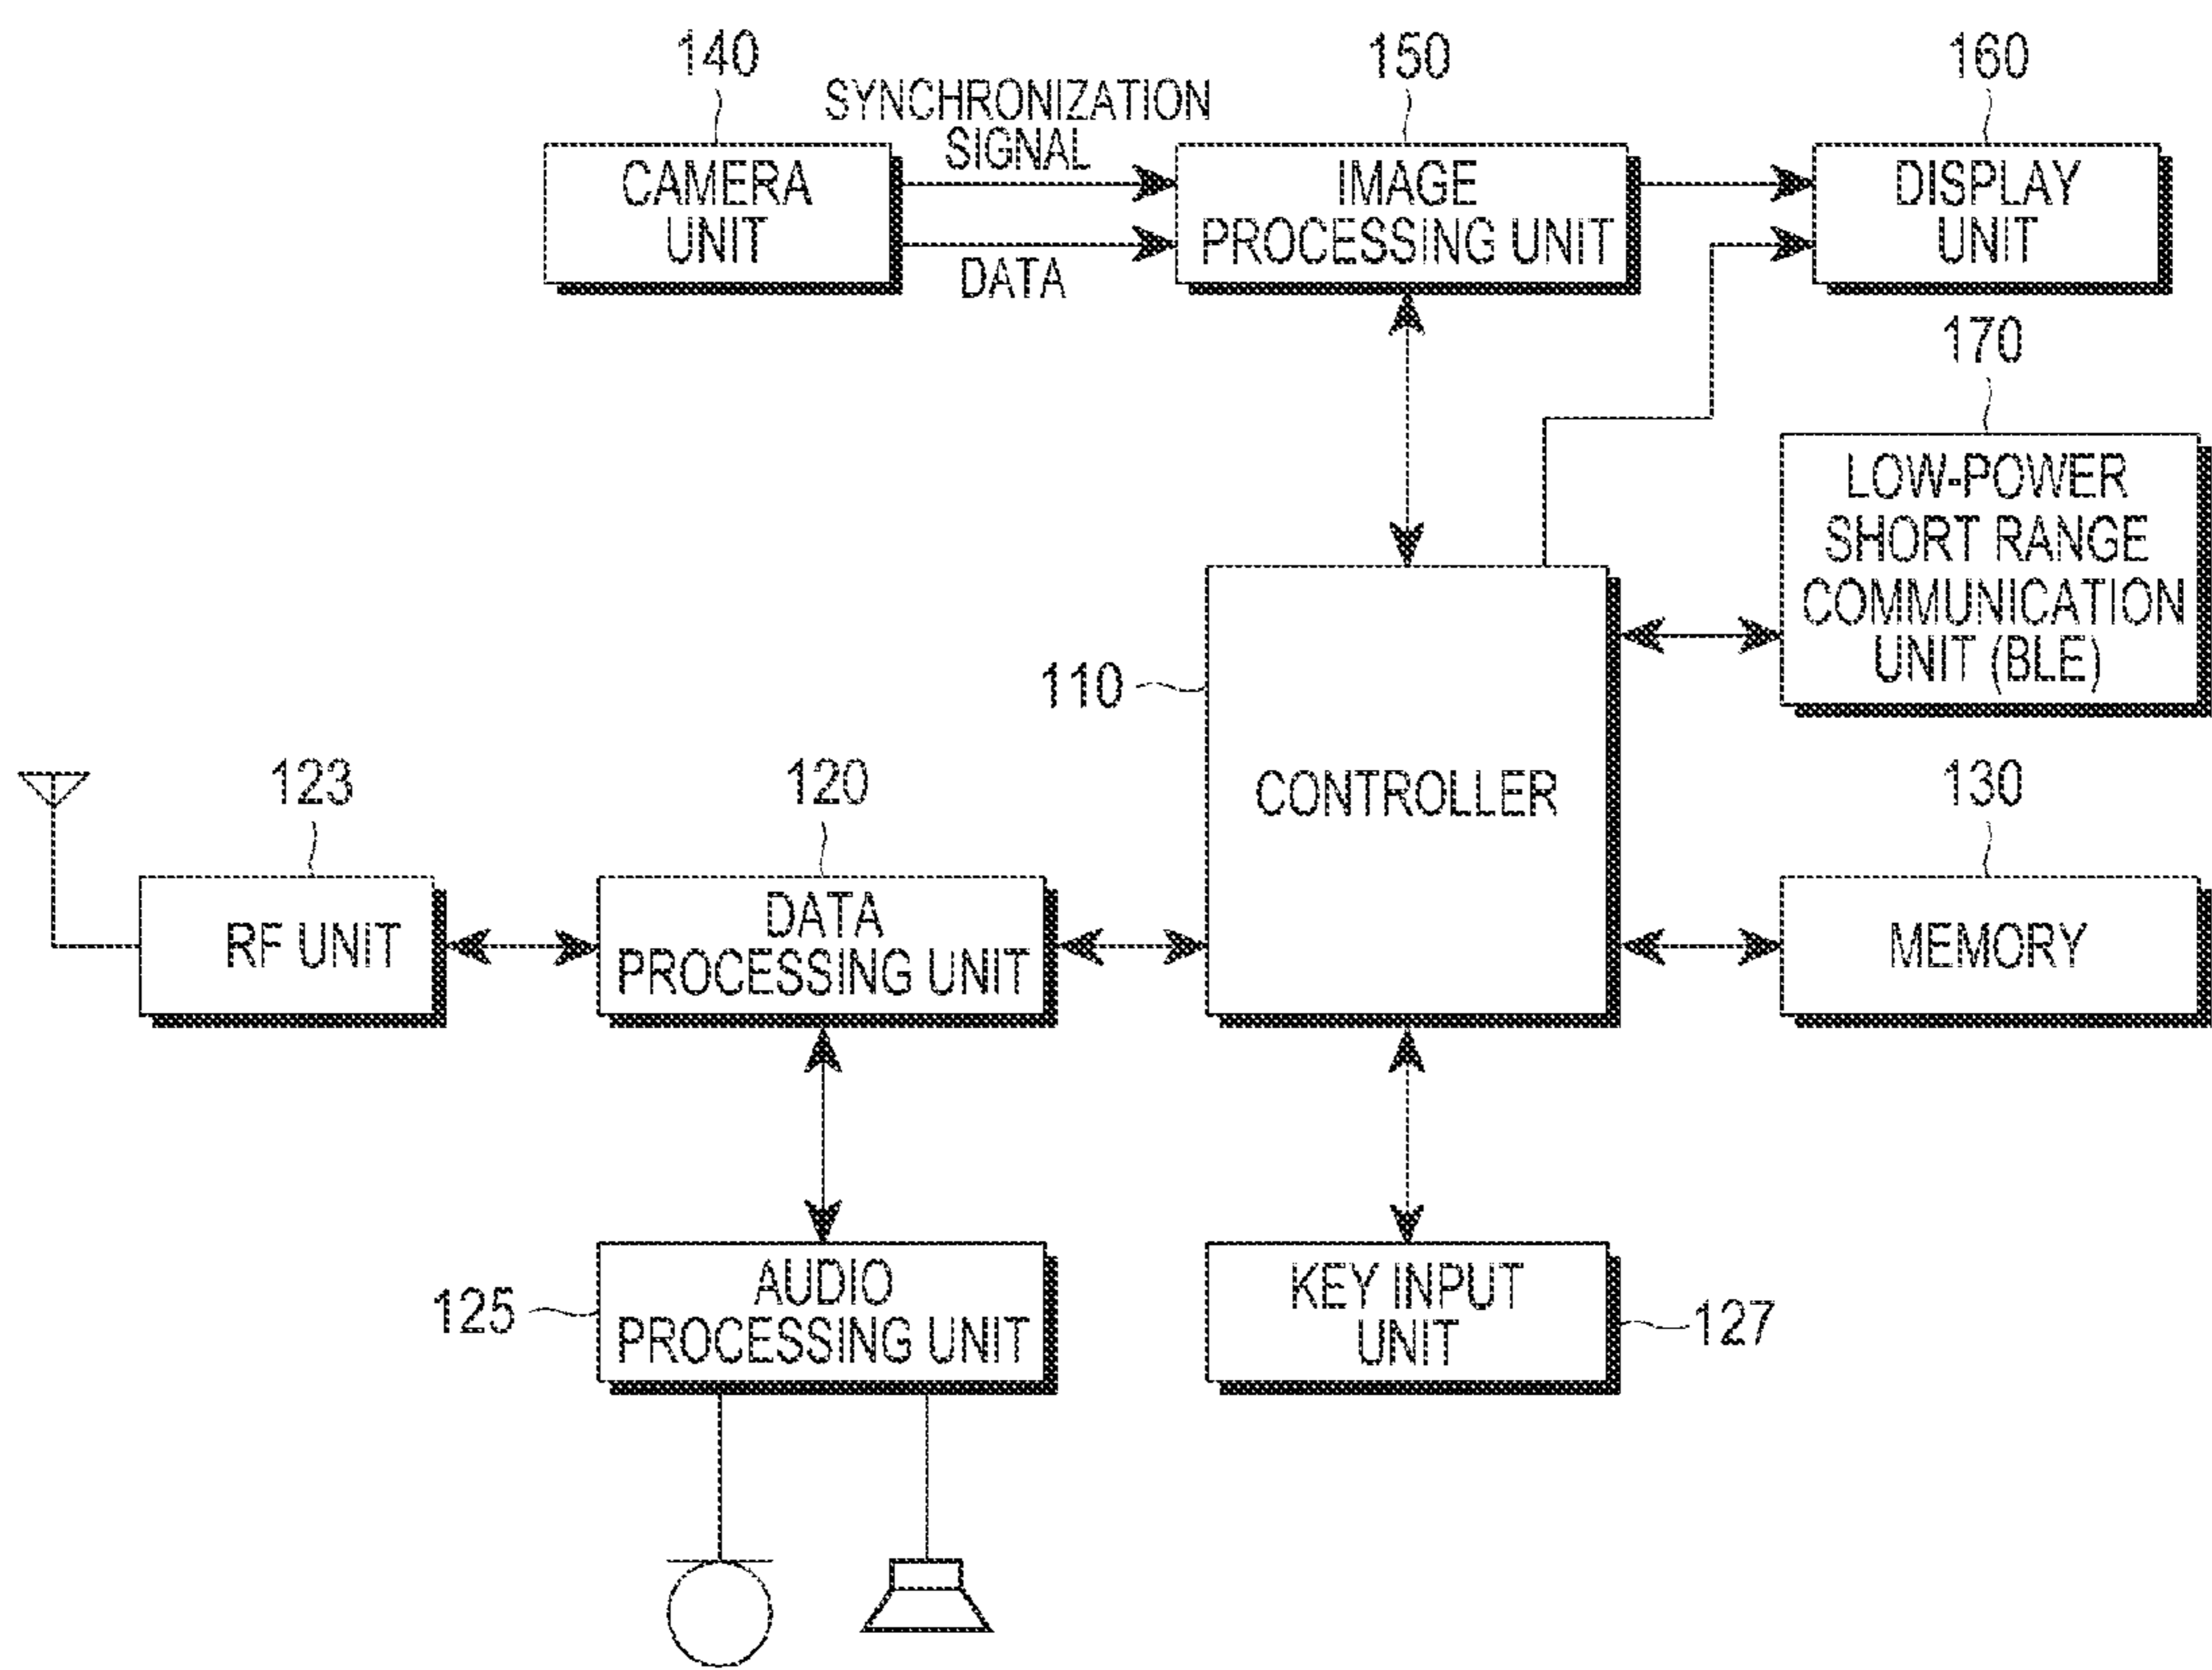 140
SYNCHRONIZATION
SIGNAL
150
160
CAMERA
UNIT
DATA
IMAGE
PROCESSING UNIT
DISPLAY
UNIT
170
LOW-POWER
SHORT RANGE
COMMUNICATION
UNIT (BLE)
110
CONTROLLER
123
120
130
RF UNIT
DATA
PROCESSING UNIT
MEMORY
125
AUDIO
PROCESSING UNIT
KEY INPUT
UNIT
127